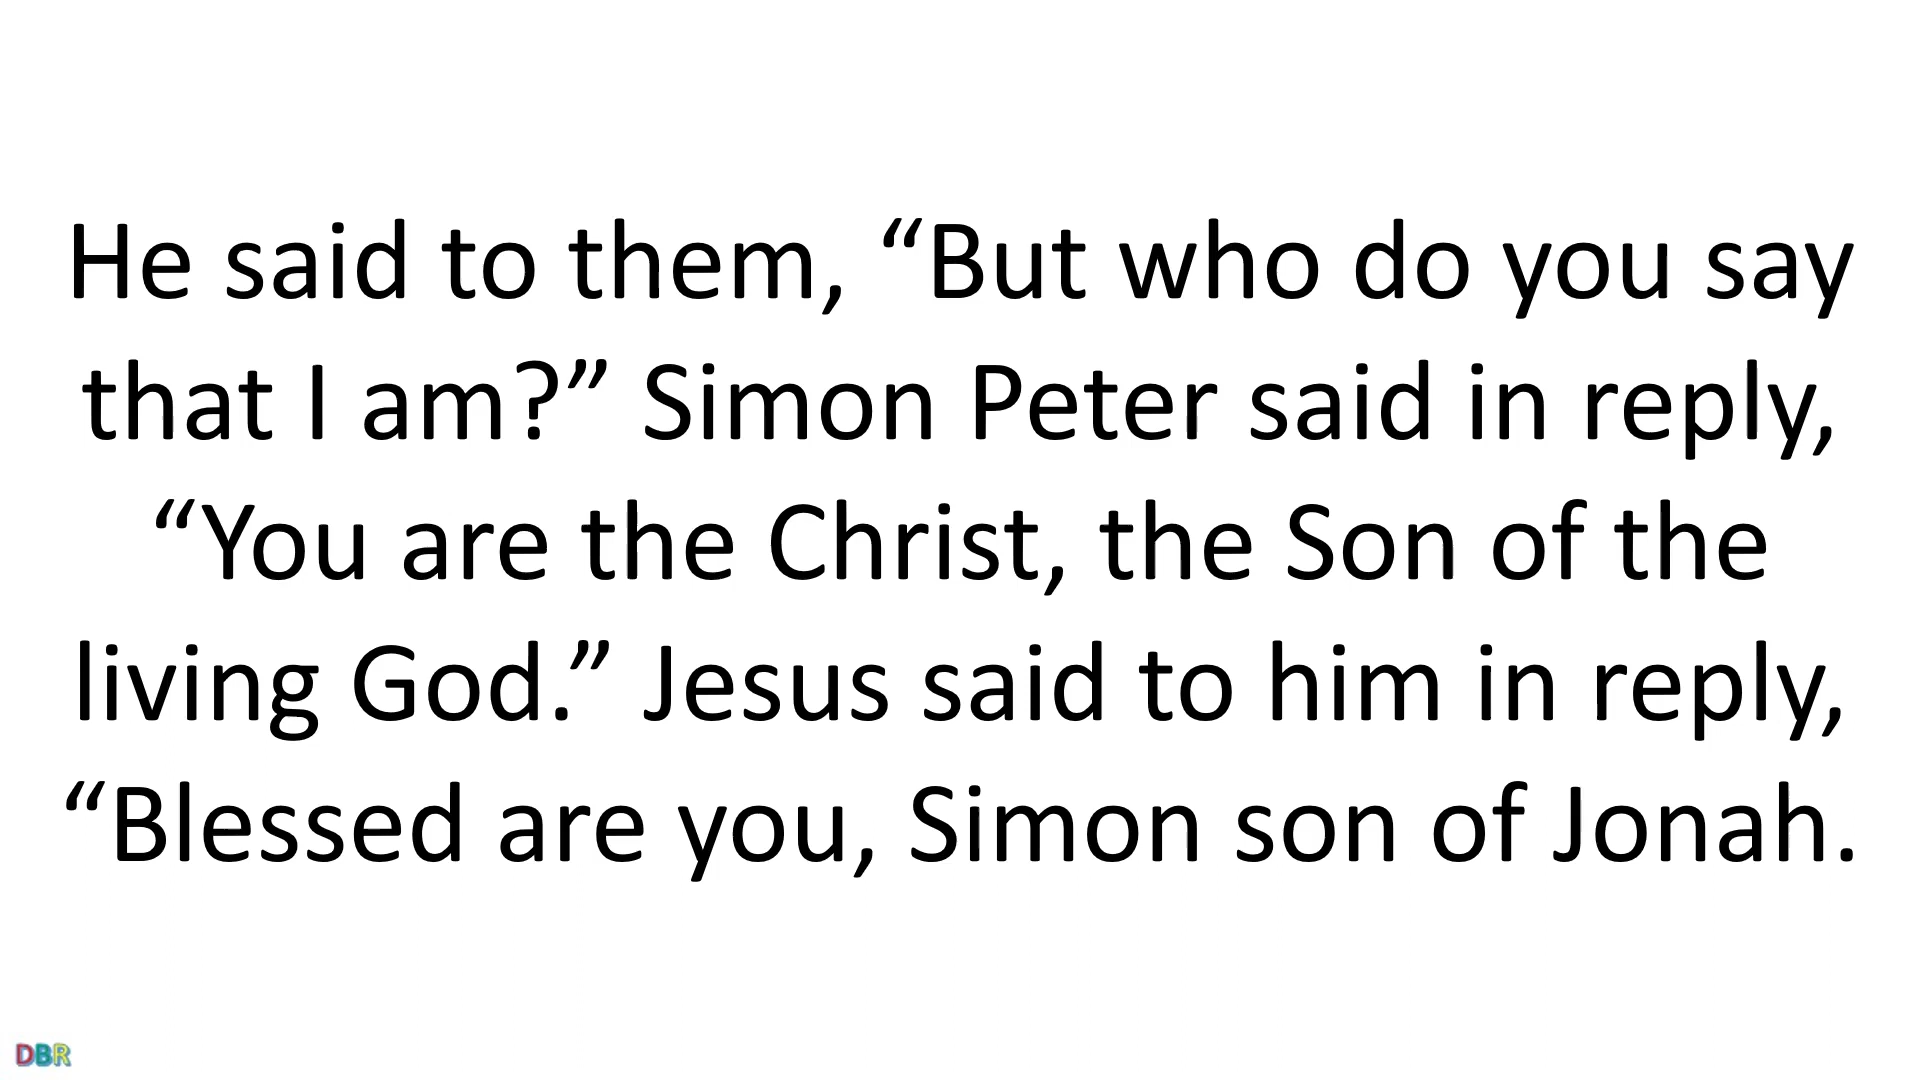 He said to them, “But who do you say
that I am?” Simon Peter said in reply,
“You are the Christ, the Son of the
living God.” Jesus said to him in reply,
“Blessed are you, Simon son of Jonah.
DBR